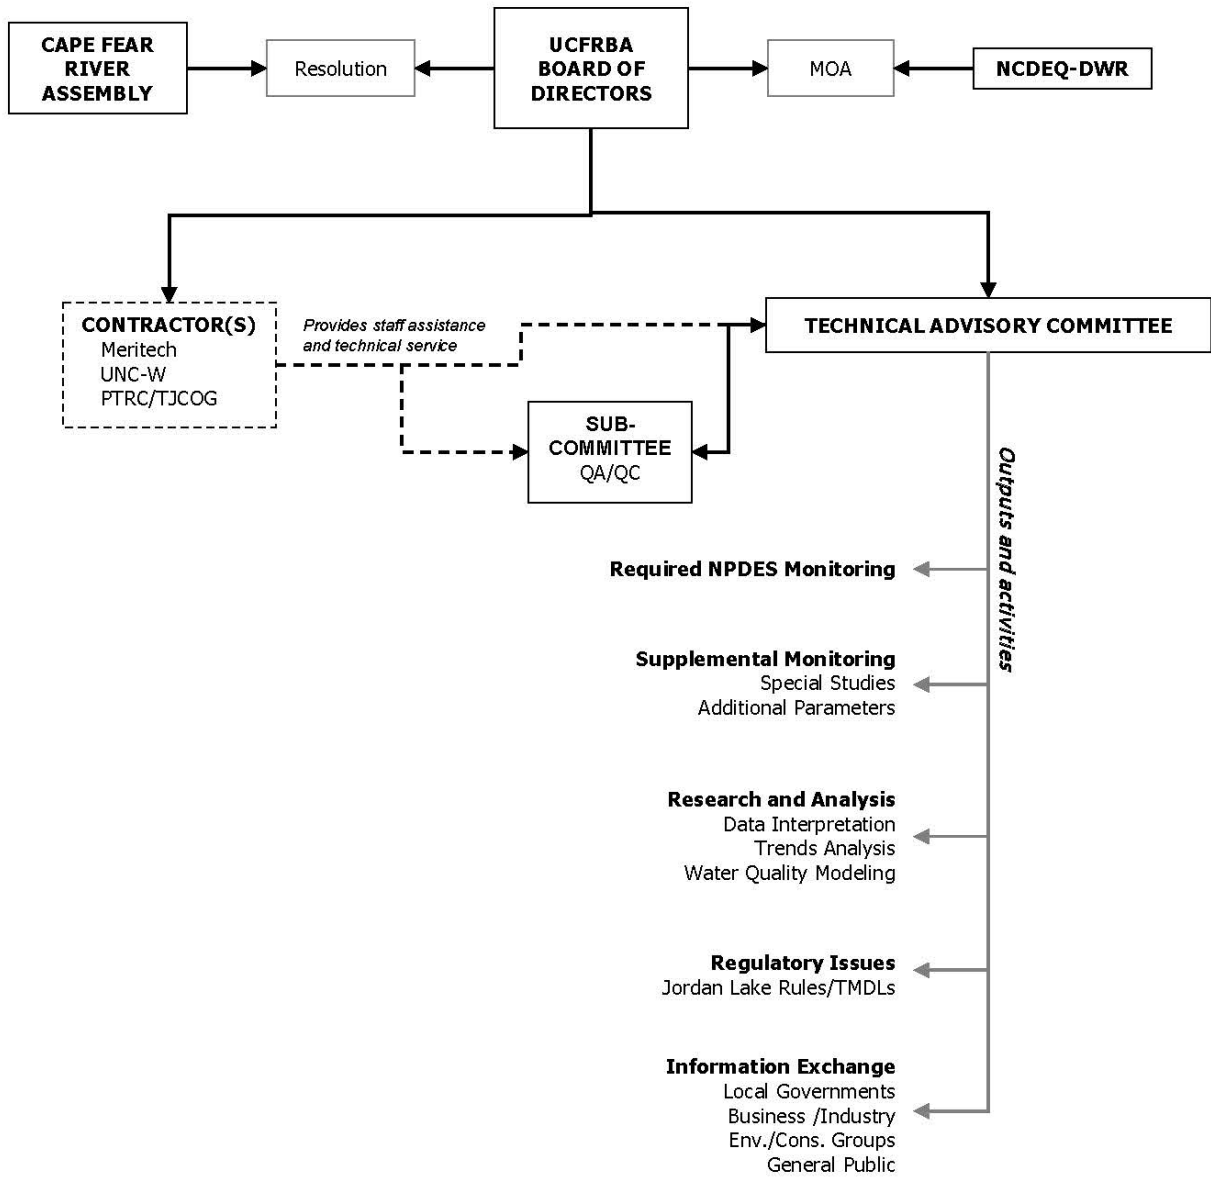 CAPE FEAR
RIVER
ASSEMBLY
Resolution
UCFRBA
BOARD OF
DIRECTORS
MOA
NCDEQ-DWR
CONTRACTOR(S)
Meritech
UNC-W
PTRC/TJCOG
Provides staff assistance
and technical service
TECHNICAL ADVISORY COMMITTEE
SUB-
COMMITTEE
QA/QC
Outputs and activities
Required NPDES Monitoring
Supplemental Monitoring
Special Studies
Additional Parameters
Research and Analysis
Data Interpretation
Trends Analysis
Water Quality Modeling
Regulatory Issues
Jordan Lake Rules/TMDLs
Information Exchange
Local Governments
Business /Industry
Env./Cons. Groups
General Public